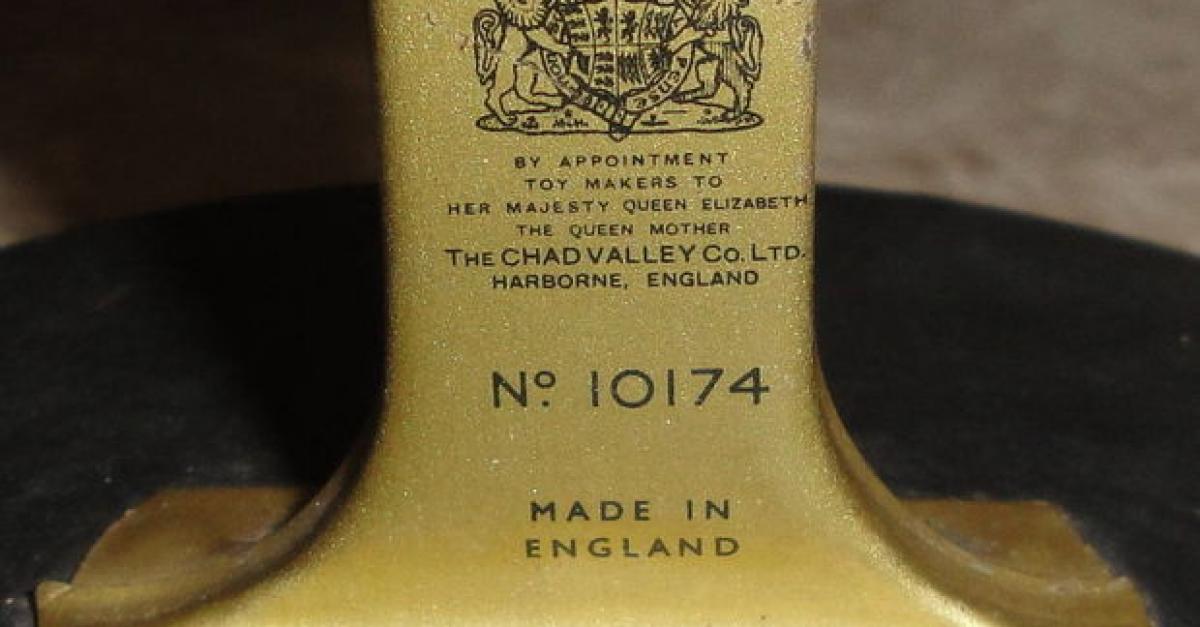 BY APPOINTMENT
TOY MAKERS TO
HER MAJESTY QUEEN ELIZABETH
THE QUEEN MOTHER
THE CHAD VALLEY CO. LTD.
HARBORNE, ENGLAND
Nº. 10174
MADE IN
ENGLAND